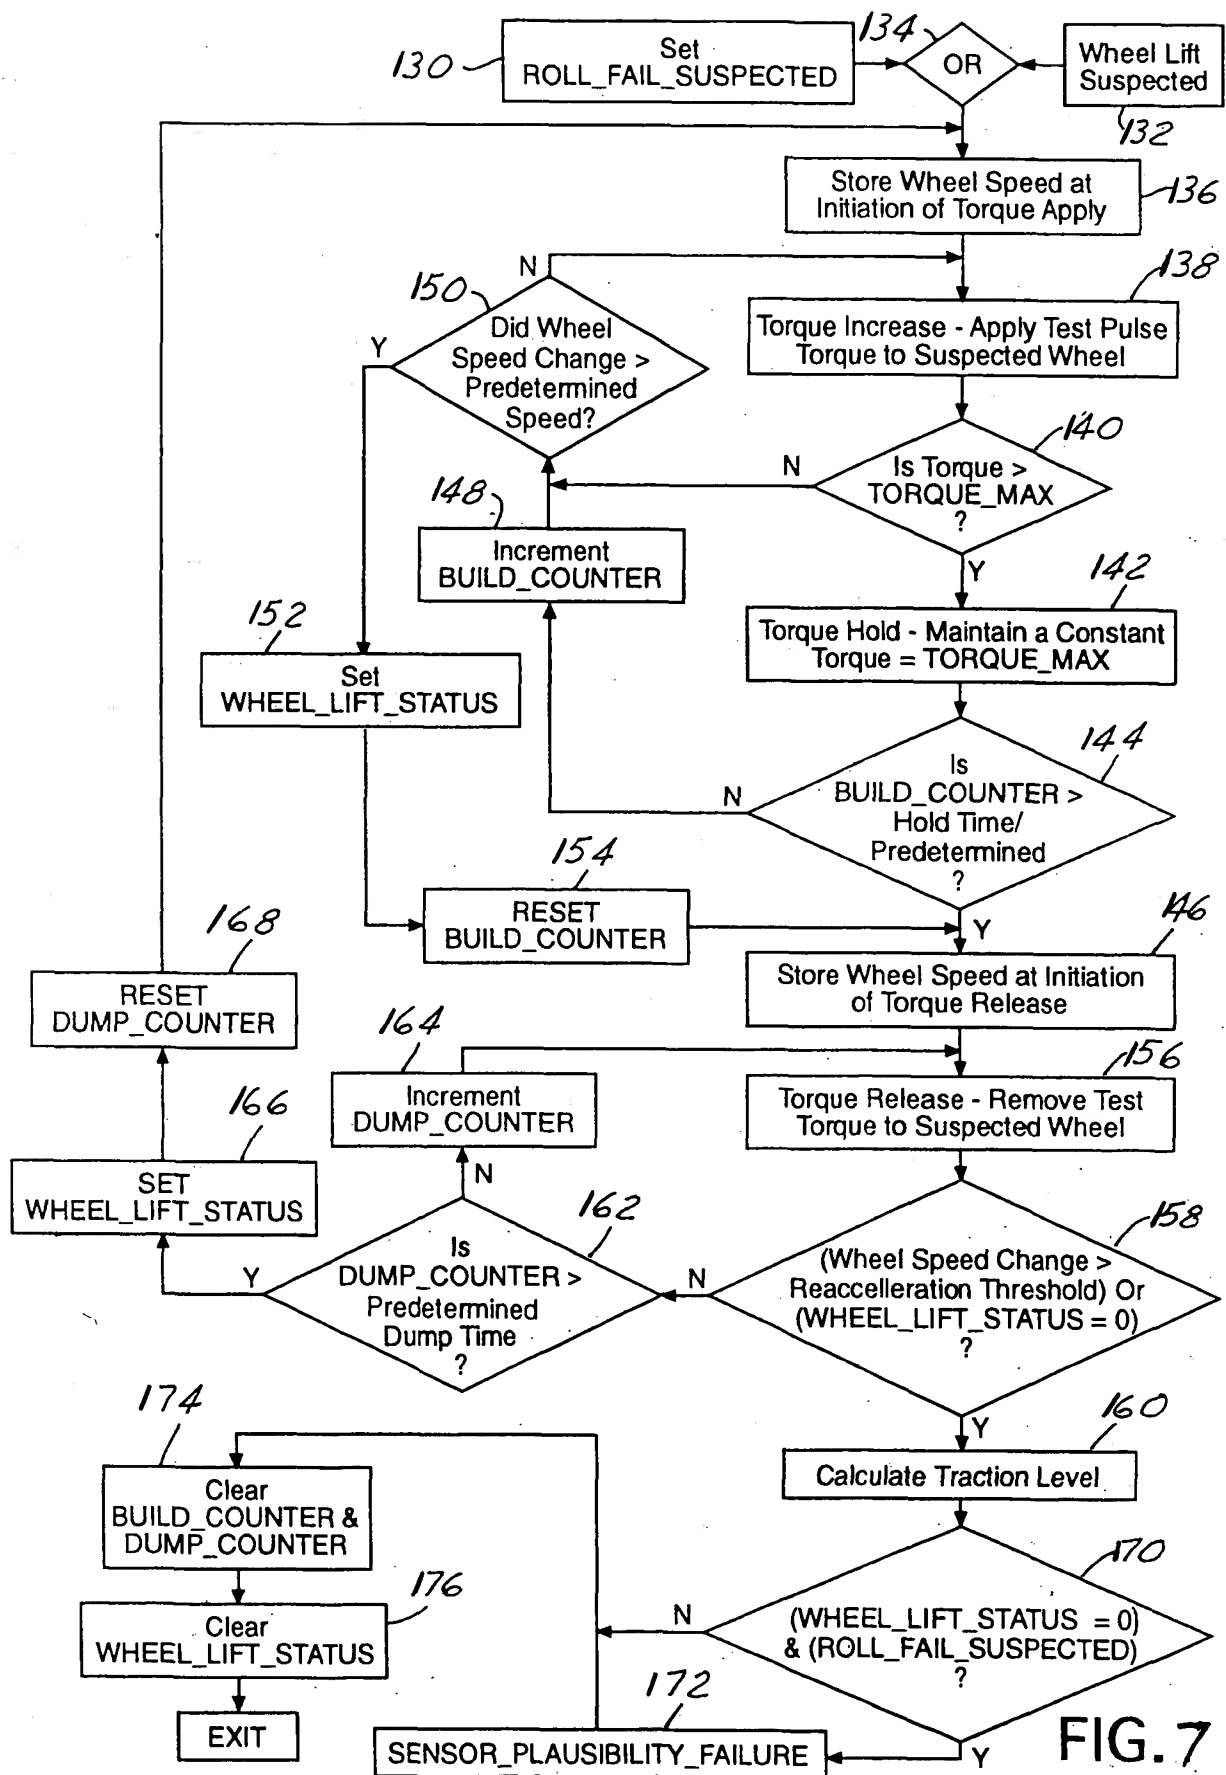 130
Set
ROLL_FAIL_SUSPECTED
134
OR
Wheel Lift
Suspected
132
Store Wheel Speed at
Initiation of Torque Apply
136
N
150
Did Wheel
Speed Change >
Predetermined
Speed?
Y
138
Torque Increase - Apply Test Pulse
Torque to Suspected Wheel
140
Is Torque >
TORQUE_MAX
?
N
Y
148
Increment
BUILD_COUNTER
142
Torque Hold - Maintain a Constant
Torque = TORQUE_MAX
152
Set
WHEEL_LIFT_STATUS
144
Is
BUILD_COUNTER >
Hold Time/
Predetermined
?
N
Y
154
RESET
BUILD_COUNTER
146
Store Wheel Speed at Initiation
of Torque Release
168
RESET
DUMP_COUNTER
164
Increment
DUMP_COUNTER
156
Torque Release - Remove Test
Torque to Suspected Wheel
166
SET
WHEEL_LIFT_STATUS
N
162
Is
DUMP_COUNTER >
Predetermined
Dump Time
?
Y
158
(Wheel Speed Change >
Reaccelleration Threshold) Or
(WHEEL_LIFT_STATUS = 0)
?
N
Y
160
Calculate Traction Level
174
Clear
BUILD_COUNTER &
DUMP_COUNTER
170
(WHEEL_LIFT_STATUS = 0)
& (ROLL_FAIL_SUSPECTED)
?
N
Y
176
Clear
WHEEL_LIFT_STATUS
EXIT
172
SENSOR_PLAUSIBILITY_FAILURE
FIG. 7